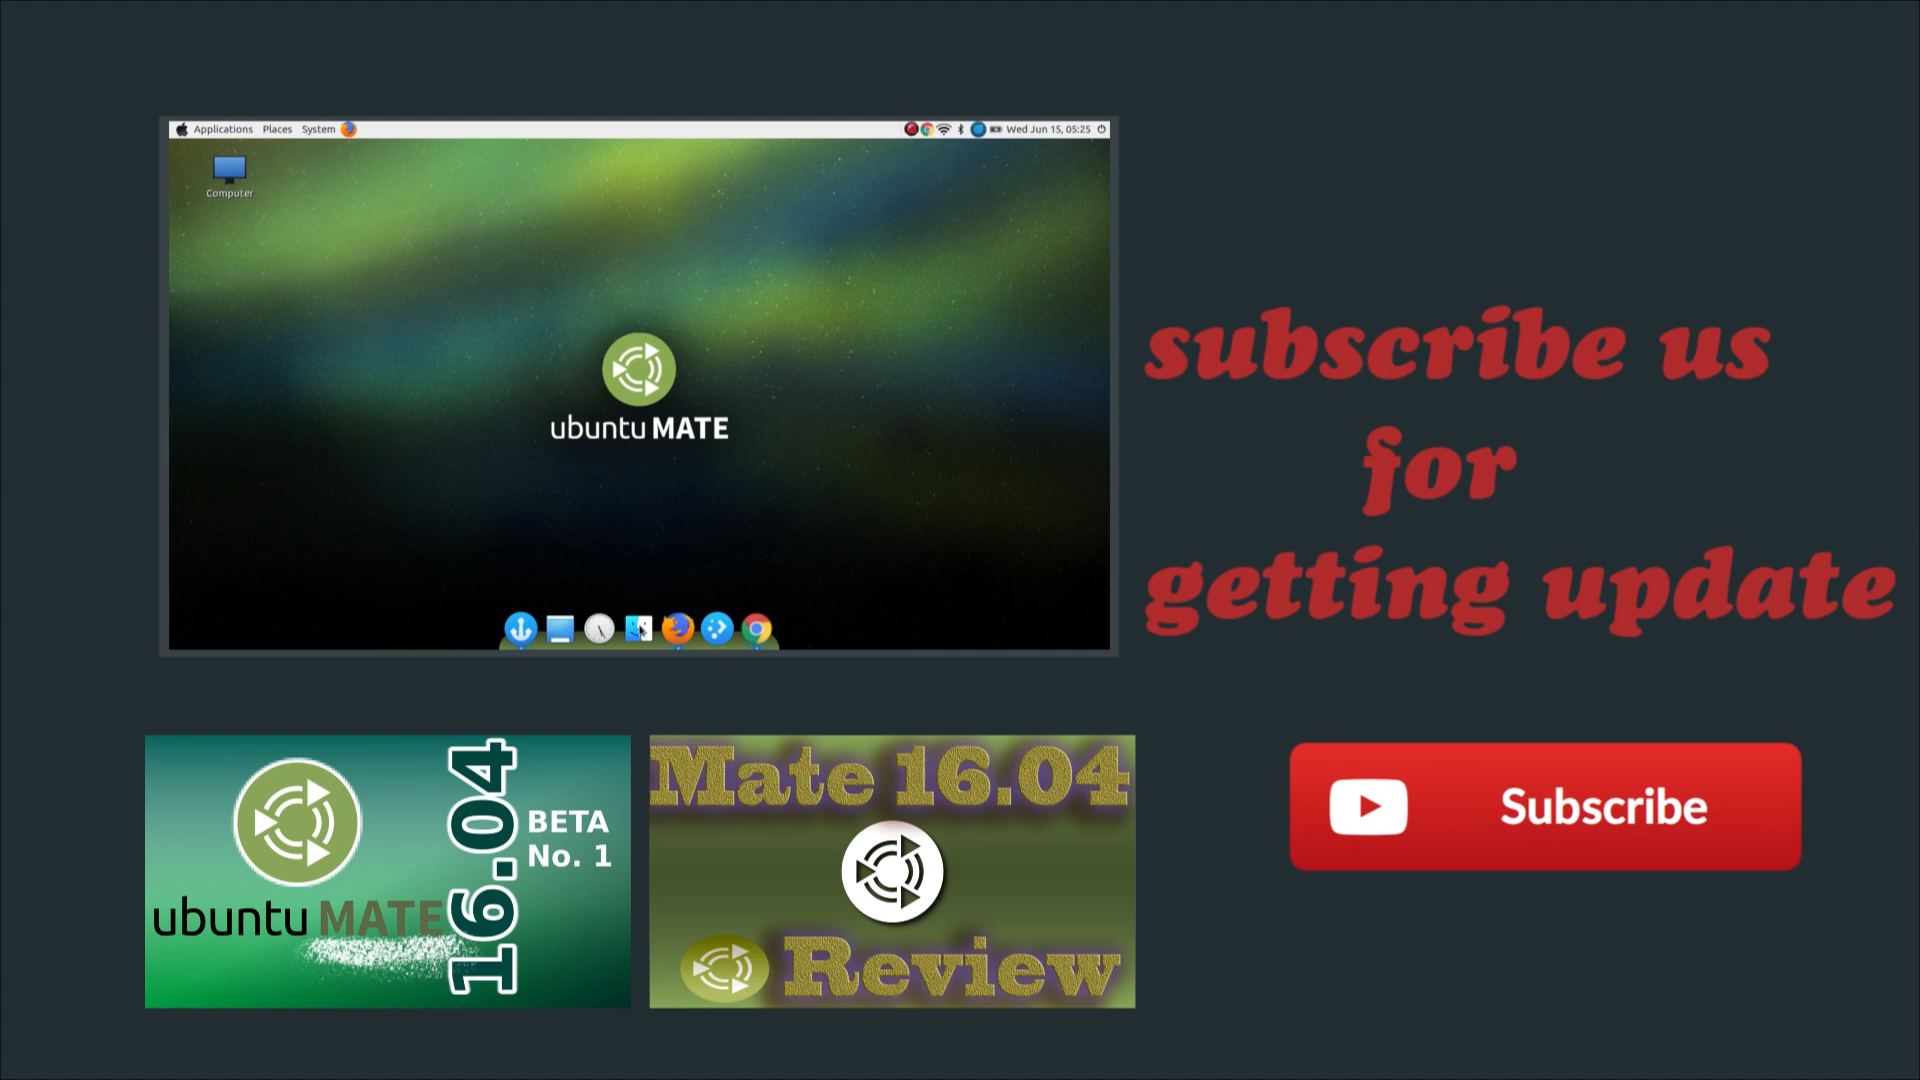 Applications Places System
Wed Jun 15, 05:25
Computer
ubuntu MATE
subscribe us
for
getting update
ubuntu MATE
16.04
BETA
No. 1
Mate 16.04
Review
Subscribe